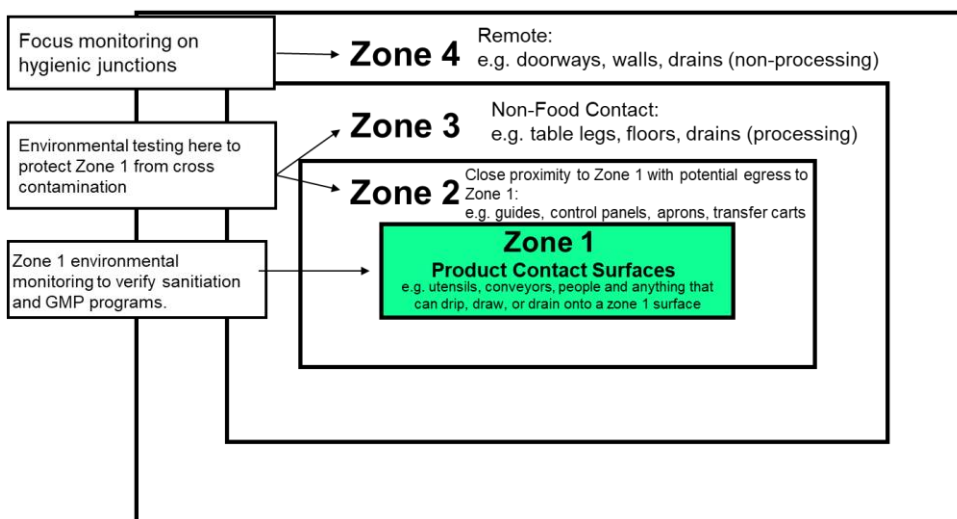 Focus monitoring on
hygienic junctions
Zone 4
Remote:
e.g. doorways, walls, drains (non-processing)
Environmental testing here to
protect Zone 1 from cross
contamination
Zone 3
Non-Food Contact:
e.g. table legs, floors, drains (processing)
Zone 2
Close proximity to Zone 1 with potential egress to
Zone 1:
e.g. guides, control panels, aprons, transfer carts
Zone 1 environmental
monitoring to verify sanitiation
and GMP programs.
Zone 1
Product Contact Surfaces
e.g. utensils, conveyors, people and anything that
can drip, draw, or drain onto a zone 1 surface